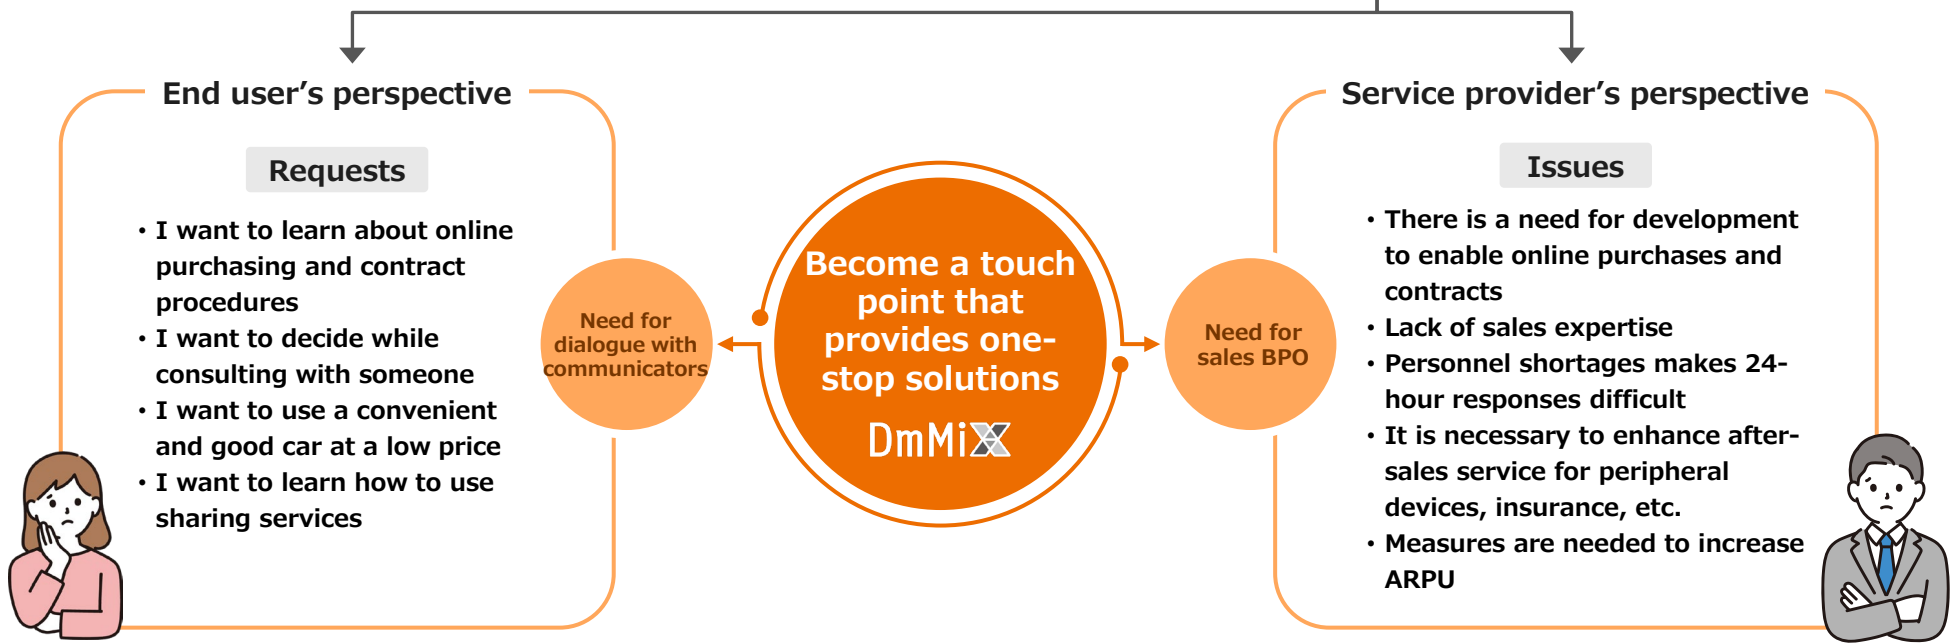 End user’s perspective
Requests
・I want to learn about online
purchasing and contract
procedures
・I want to decide while
consulting with someone
・I want to use a convenient
and good car at a low price
・I want to learn how to use
sharing services
Need for
dialogue with
communicators
Become a touch
point that
provides one-
stop solutions
DmMiX
Need for
sales BPO
Service provider’s perspective
Issues
・There is a need for development
to enable online purchases and
contracts
・Lack of sales expertise
・Personnel shortages makes 24-
hour responses difficult
・It is necessary to enhance after-
sales service for peripheral
devices, insurance, etc.
・Measures are needed to increase
ARPU